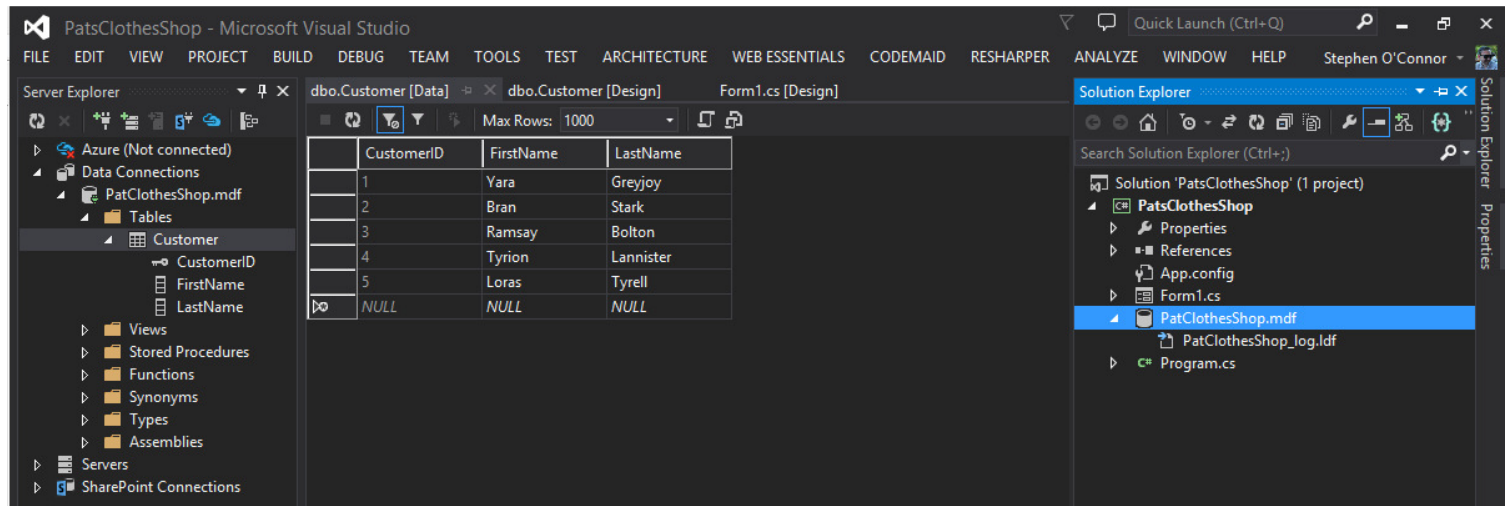 PatsClothesShop - Microsoft Visual Studio
Quick Launch (Ctrl+Q)
FILE EDIT VIEW PROJECT BUILD DEBUG TEAM TOOLS TEST ARCHITECTURE WEB ESSENTIALS CODEMAID RESHARPER ANALYZE WINDOW HELP Stephen O'Connor
Server Explorer
Azure (Not connected)
Data Connections
PatClothesShop.mdf
Tables
Customer
CustomerID
FirstName
LastName
Views
Stored Procedures
Functions
Synonyms
Types
Assemblies
Servers
SharePoint Connections
dbo.Customer [Data] dbo.Customer [Design] Form1.cs [Design]
Max Rows: 1000
CustomerID FirstName LastName
1 Yara Greyjoy
2 Bran Stark
3 Ramsay Bolton
4 Tyrion Lannister
5 Loras Tyrell
NULL NULL NULL
Solution Explorer
Search Solution Explorer (Ctrl+;)
Solution 'PatsClothesShop' (1 project)
C# PatsClothesShop
Properties
References
App.config
Form1.cs
PatClothesShop.mdf
PatClothesShop_log.ldf
C# Program.cs
Solution Explorer
Properties